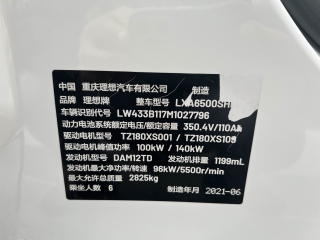 中国 重庆理想汽车有限公司 制造
品牌 理想牌 整车型号 LXA6500SH
车辆识别代号 LW433B117M1027796
动力电池系统额定电压/额定容量 350.4V/110Ah
驱动电机型号 TZ180XS001 / TZ180XS103
驱动电机峰值功率 100kW / 140kW
发动机型号 DAM12TD 发动机排量 1199mL
发动机最大净功率/转速 96kW/5500r/min
最大允许总质量 2825kg
乘坐人数 6 制造年月 2021-06